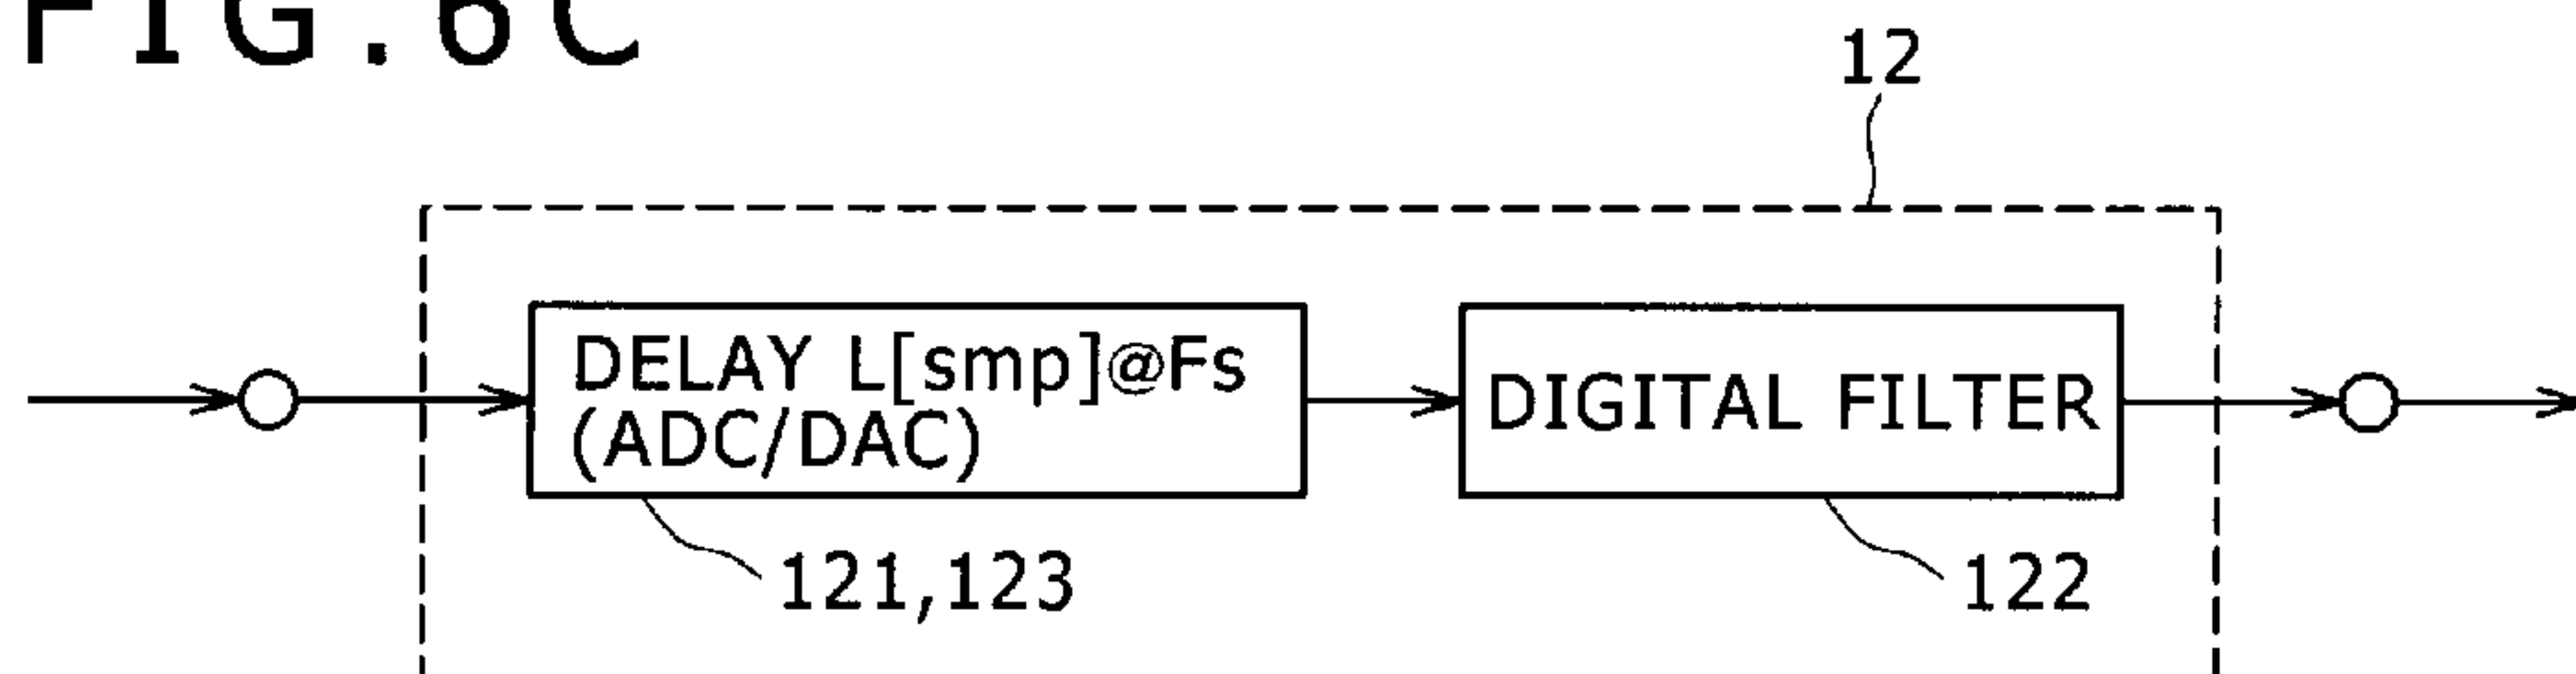 FIG.6C
12
DELAY L[smp]@Fs
(ADC/DAC)
DIGITAL FILTER
121,123
122